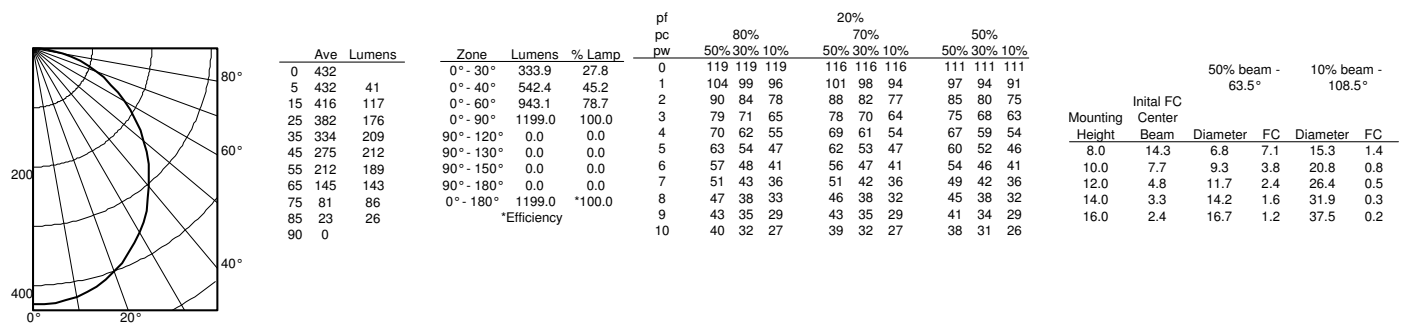 200
400
0°
20°
40°
60°
80°
Ave Lumens
0 432
5 432 41
15 416 117
25 382 176
35 334 209
45 275 212
55 212 189
65 145 143
75 81 86
85 23 26
90 0
Zone Lumens % Lamp
0° - 30° 333.9 27.8
0° - 40° 542.4 45.2
0° - 60° 943.1 78.7
0° - 90° 1199.0 100.0
90° - 120° 0.0 0.0
90° - 130° 0.0 0.0
90° - 150° 0.0 0.0
90° - 180° 0.0 0.0
0° - 180° 1199.0 *100.0
*Efficiency
pf 20%
pc 80% 70% 50%
pw 50% 30% 10% 50% 30% 10% 50% 30% 10%
0 119 119 119 116 116 116 111 111 111
1 104 99 96 101 98 94 97 94 91
2 90 84 78 88 82 77 85 80 75
3 79 71 65 78 70 64 75 68 63
4 70 62 55 69 61 54 67 59 54
5 63 54 47 62 53 47 60 52 46
6 57 48 41 56 47 41 54 46 41
7 51 43 36 51 42 36 49 42 36
8 47 38 33 46 38 32 45 38 32
9 43 35 29 43 35 29 41 34 29
10 40 32 27 39 32 27 38 31 26
50% beam - 10% beam -
63.5° 108.5°
Inital FC
Mounting Center
Height Beam Diameter FC Diameter FC
8.0 14.3 6.8 7.1 15.3 1.4
10.0 7.7 9.3 3.8 20.8 0.8
12.0 4.8 11.7 2.4 26.4 0.5
14.0 3.3 14.2 1.6 31.9 0.3
16.0 2.4 16.7 1.2 37.5 0.2